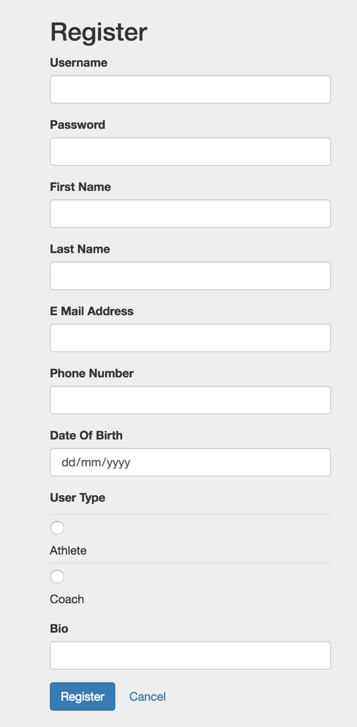 Register
Username
Password
First Name
Last Name
E Mail Address
Phone Number
Date Of Birth
dd/mm/yyyy
User Type
Athlete
Coach
Bio
Register Cancel